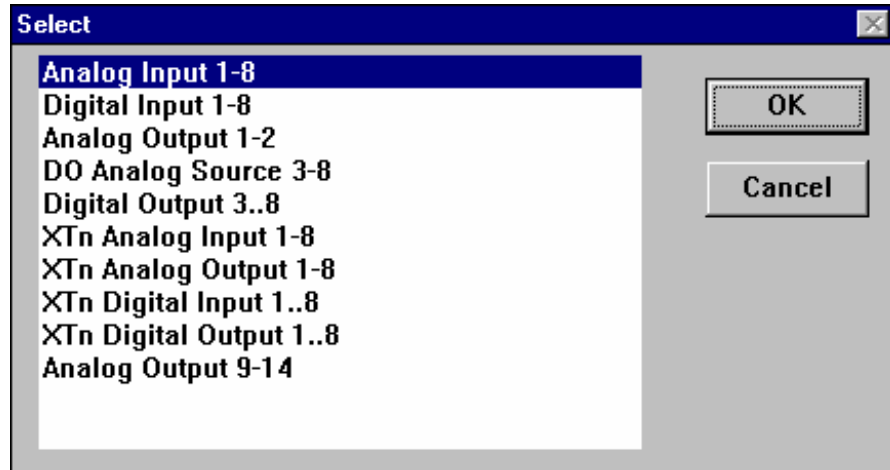 Select
Analog Input 1-8
Digital Input 1-8
Analog Output 1-2
DO Analog Source 3-8
Digital Output 3..8
XTn Analog Input 1-8
XTn Analog Output 1-8
XTn Digital Input 1..8
XTn Digital Output 1..8
Analog Output 9-14
OK
Cancel